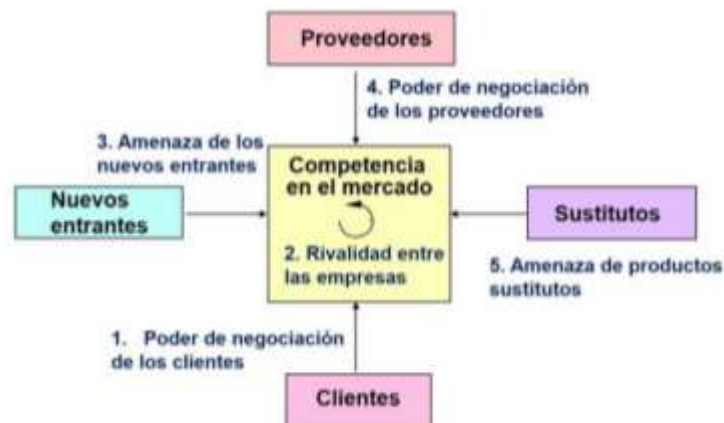 Proveedores
4. Poder de negociación
de los proveedores
3. Amenaza de los
nuevos entrantes
Competencia
en el mercado
Nuevos
entrantes
Sustitutos
2. Rivalidad entre
las empresas
5. Amenaza de productos
sustitutos
1. Poder de negociación
de los clientes
Clientes